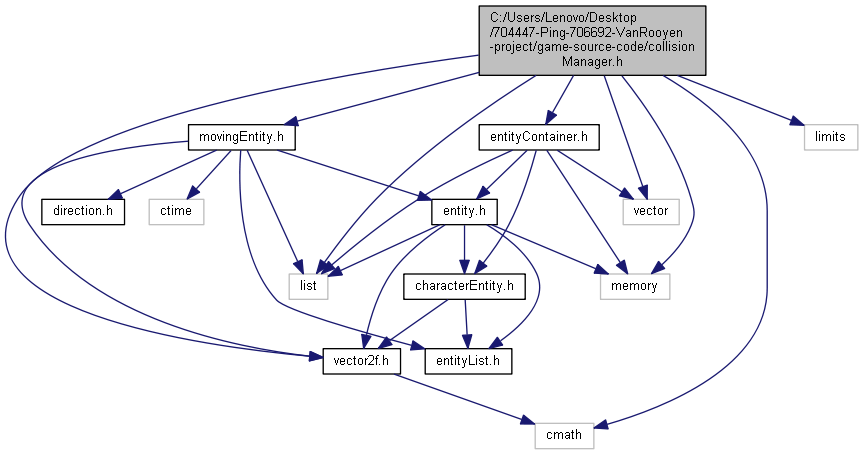 C:/Users/Lenovo/Desktop
/704447-Ping-706692-VanRooyen
-project/game-source-code/collision
Manager.h
movingEntity.h
entityContainer.h
limits
direction.h
ctime
entity.h
vector
list
characterEntity.h
memory
vector2f.h
entityList.h
cmath